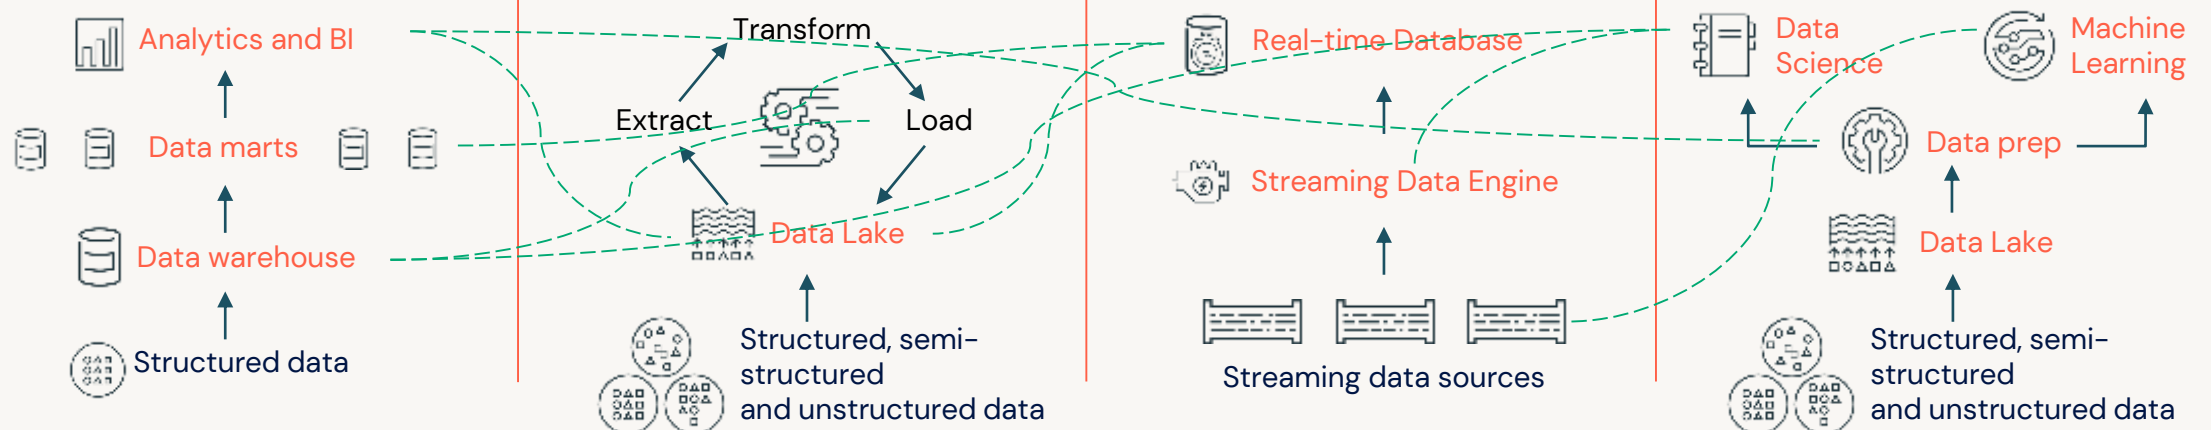 Analytics and BI
Data marts
Data warehouse
Structured data
Transform
Extract
Load
Data Lake
Structured, semi-
structured
and unstructured data
Real-time Database
Streaming Data Engine
Streaming data sources
Data
Science
Machine
Learning
Data prep
Data Lake
Structured, semi-
structured
and unstructured data